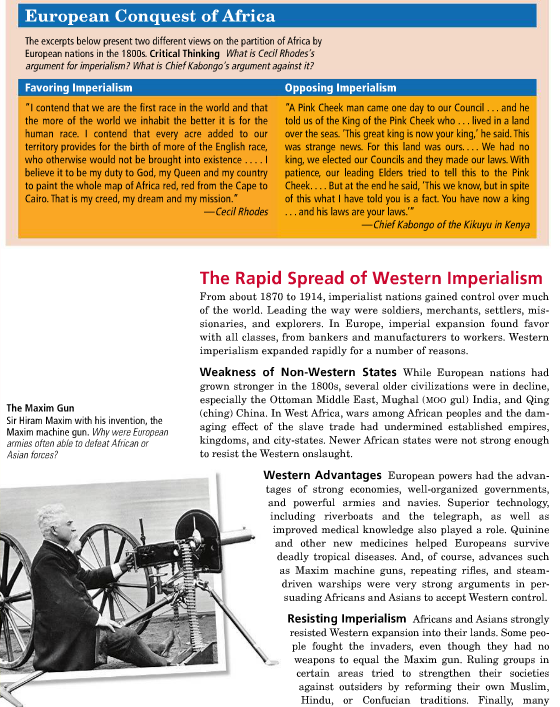 European Conquest of Africa
The excerpts below present two different views on the partition of Africa by
European nations in the 1800s. Critical Thinking What is Cecil Rhodes's
argument for imperialism? What is Chief Kabongo's argument against it?
Favoring Imperialism
"I contend that we are the first race in the world and that
the more of the world we inhabit the better it is for the
human race. I contend that every acre added to our
territory provides for the birth of more of the English race,
who otherwise would not be brought into existence . . . . I
believe it to be my duty to God, my Queen and my country
to paint the whole map of Africa red, red from the Cape to
Cairo. That is my creed, my dream and my mission."
—Cecil Rhodes
Opposing Imperialism
"A Pink Cheek man came one day to our Council . . . and he
told us of the King of the Pink Cheek who . . . lived in a land
over the seas. 'This great king is now your king,' he said. This
was strange news. For this land was ours. . . . We had no
king, we elected our Councils and they made our laws. With
patience, our leading Elders tried to tell this to the Pink
Cheek. . . . But at the end he said, 'This we know, but in spite
of this what I have told you is a fact. You have now a king
. . . and his laws are your laws.'"
—Chief Kabongo of the Kikuyu in Kenya
The Rapid Spread of Western Imperialism
From about 1870 to 1914, imperialist nations gained control over much
of the world. Leading the way were soldiers, merchants, settlers, mis-
sionaries, and explorers. In Europe, imperial expansion found favor
with all classes, from bankers and manufacturers to workers. Western
imperialism expanded rapidly for a number of reasons.
Weakness of Non-Western States While European nations had
grown stronger in the 1800s, several older civilizations were in decline,
especially the Ottoman Middle East, Mughal (MOO gul) India, and Qing
(ching) China. In West Africa, wars among African peoples and the dam-
aging effect of the slave trade had undermined established empires,
kingdoms, and city-states. Newer African states were not strong enough
to resist the Western onslaught.
The Maxim Gun
Sir Hiram Maxim with his invention, the
Maxim machine gun. Why were European
armies often able to defeat African or
Asian forces?
Western Advantages European powers had the advan-
tages of strong economies, well-organized governments,
and powerful armies and navies. Superior technology,
including riverboats and the telegraph, as well as
improved medical knowledge also played a role. Quinine
and other new medicines helped Europeans survive
deadly tropical diseases. And, of course, advances such
as Maxim machine guns, repeating rifles, and steam-
driven warships were very strong arguments in per-
suading Africans and Asians to accept Western control.
Resisting Imperialism Africans and Asians strongly
resisted Western expansion into their lands. Some peo-
ple fought the invaders, even though they had no
weapons to equal the Maxim gun. Ruling groups in
certain areas tried to strengthen their societies
against outsiders by reforming their own Muslim,
Hindu, or Confucian traditions. Finally, many